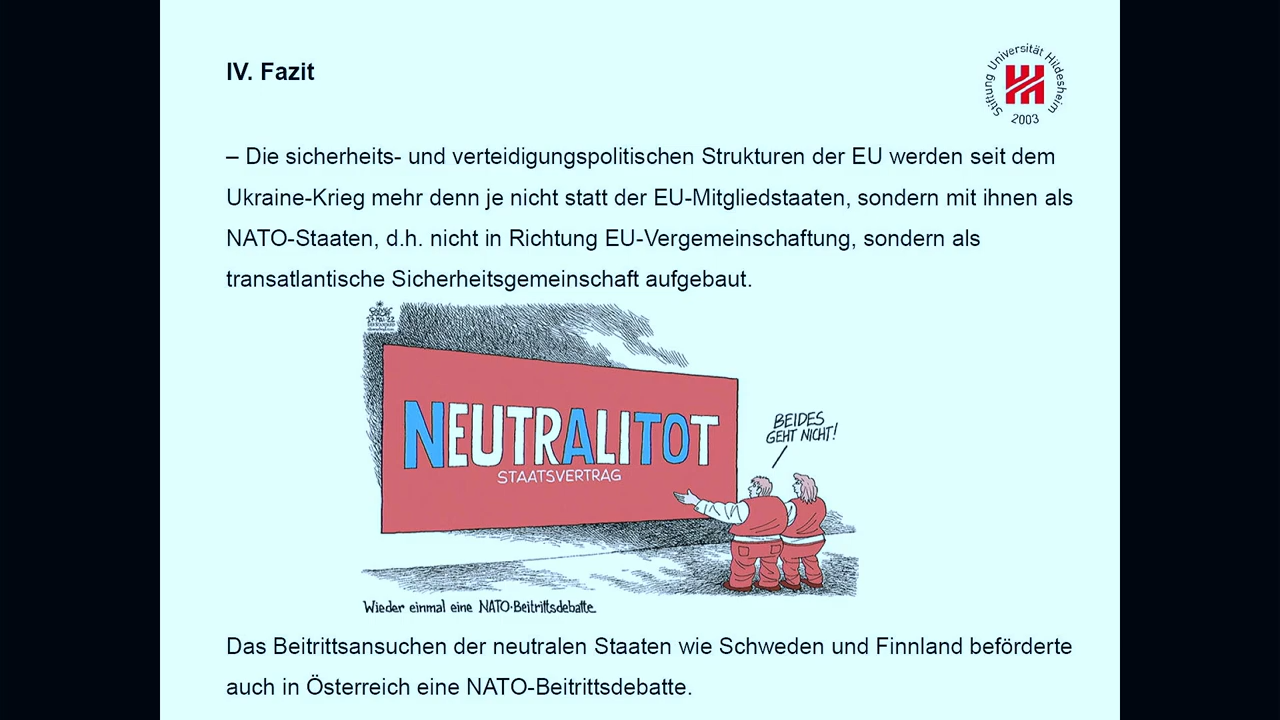 IV. Fazit
Stiftung Universität Hildesheim
2003
– Die sicherheits- und verteidigungspolitischen Strukturen der EU werden seit dem
Ukraine-Krieg mehr denn je nicht statt der EU-Mitgliedstaaten, sondern mit ihnen als
NATO-Staaten, d.h. nicht in Richtung EU-Vergemeinschaftung, sondern als
transatlantische Sicherheitsgemeinschaft aufgebaut.
NEUTRALITOT
STAATSVERTRAG
BEIDES
GEHT NICHT!
Wieder einmal eine NATO-Beitrittsdebatte
Das Beitrittsansuchen der neutralen Staaten wie Schweden und Finnland beförderte
auch in Österreich eine NATO-Beitrittsdebatte.